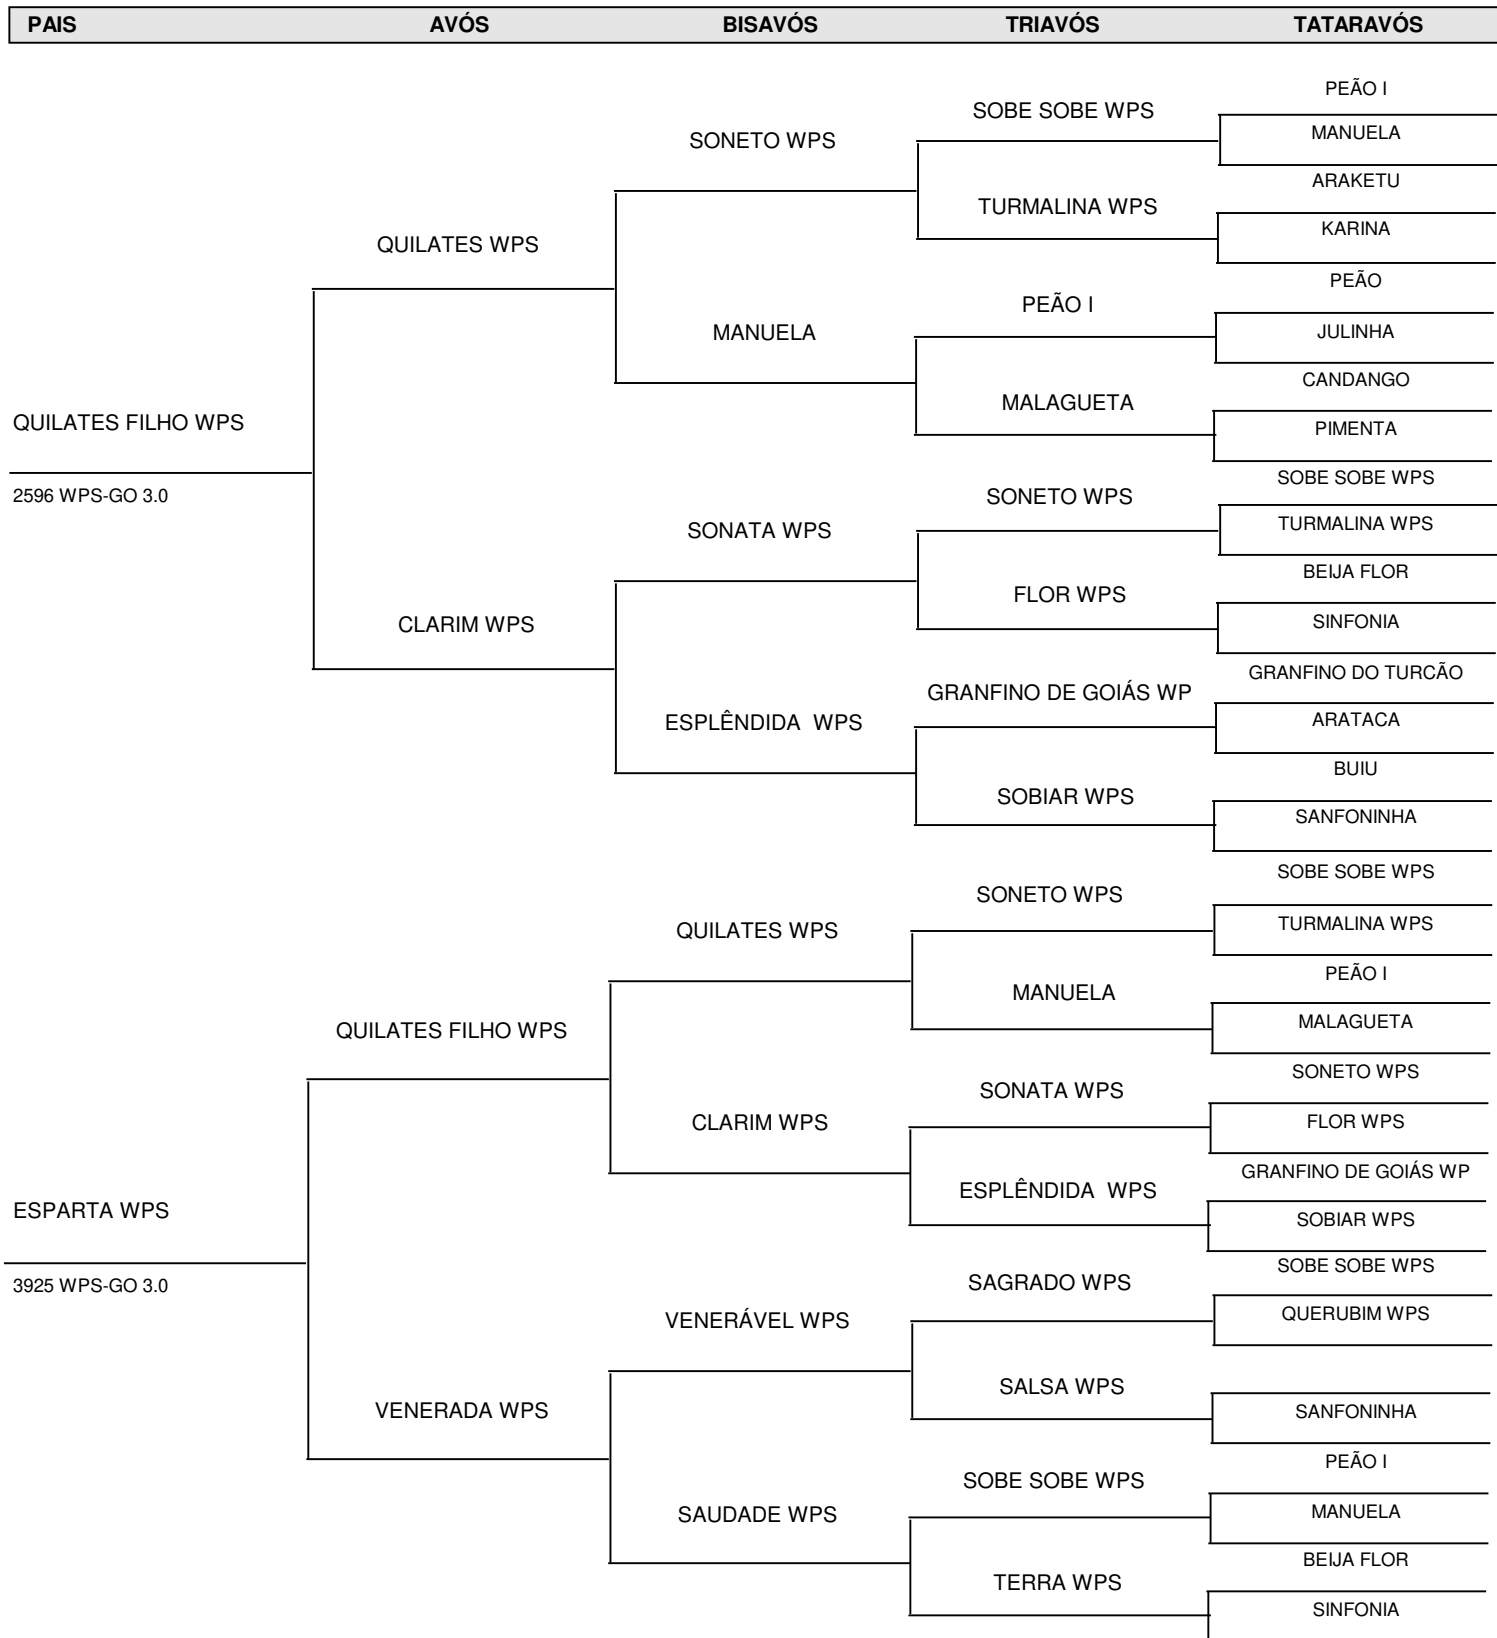 PAIS AVÓS BISAVÓS TRIAVÓS TATARAVÓS
PEÃO I
SOBE SOBE WPS
MANUELA
SONETO WPS
ARAKETU
TURMALINA WPS
KARINA
QUILATES WPS
PEÃO
PEÃO I
JULINHA
MANUELA
CANDANGO
MALAGUETA
QUILATES FILHO WPS
PIMENTA
SOBE SOBE WPS
2596 WPS-GO 3.0
SONETO WPS
TURMALINA WPS
SONATA WPS
BEIJA FLOR
FLOR WPS
SINFONIA
CLARIM WPS
GRANFINO DO TURCÃO
GRANFINO DE GOIÁS WP
ARATACA
ESPLÊNDIDA  WPS
BUIU
SOBIAR WPS
SANFONINHA
SOBE SOBE WPS
SONETO WPS
TURMALINA WPS
QUILATES WPS
PEÃO I
MANUELA
MALAGUETA
QUILATES FILHO WPS
SONETO WPS
SONATA WPS
FLOR WPS
CLARIM WPS
GRANFINO DE GOIÁS WP
ESPLÊNDIDA  WPS
ESPARTA WPS
SOBIAR WPS
SOBE SOBE WPS
3925 WPS-GO 3.0
SAGRADO WPS
QUERUBIM WPS
VENERÁVEL WPS
SALSA WPS
VENERADA WPS
SANFONINHA
PEÃO I
SOBE SOBE WPS
MANUELA
SAUDADE WPS
BEIJA FLOR
TERRA WPS
SINFONIA